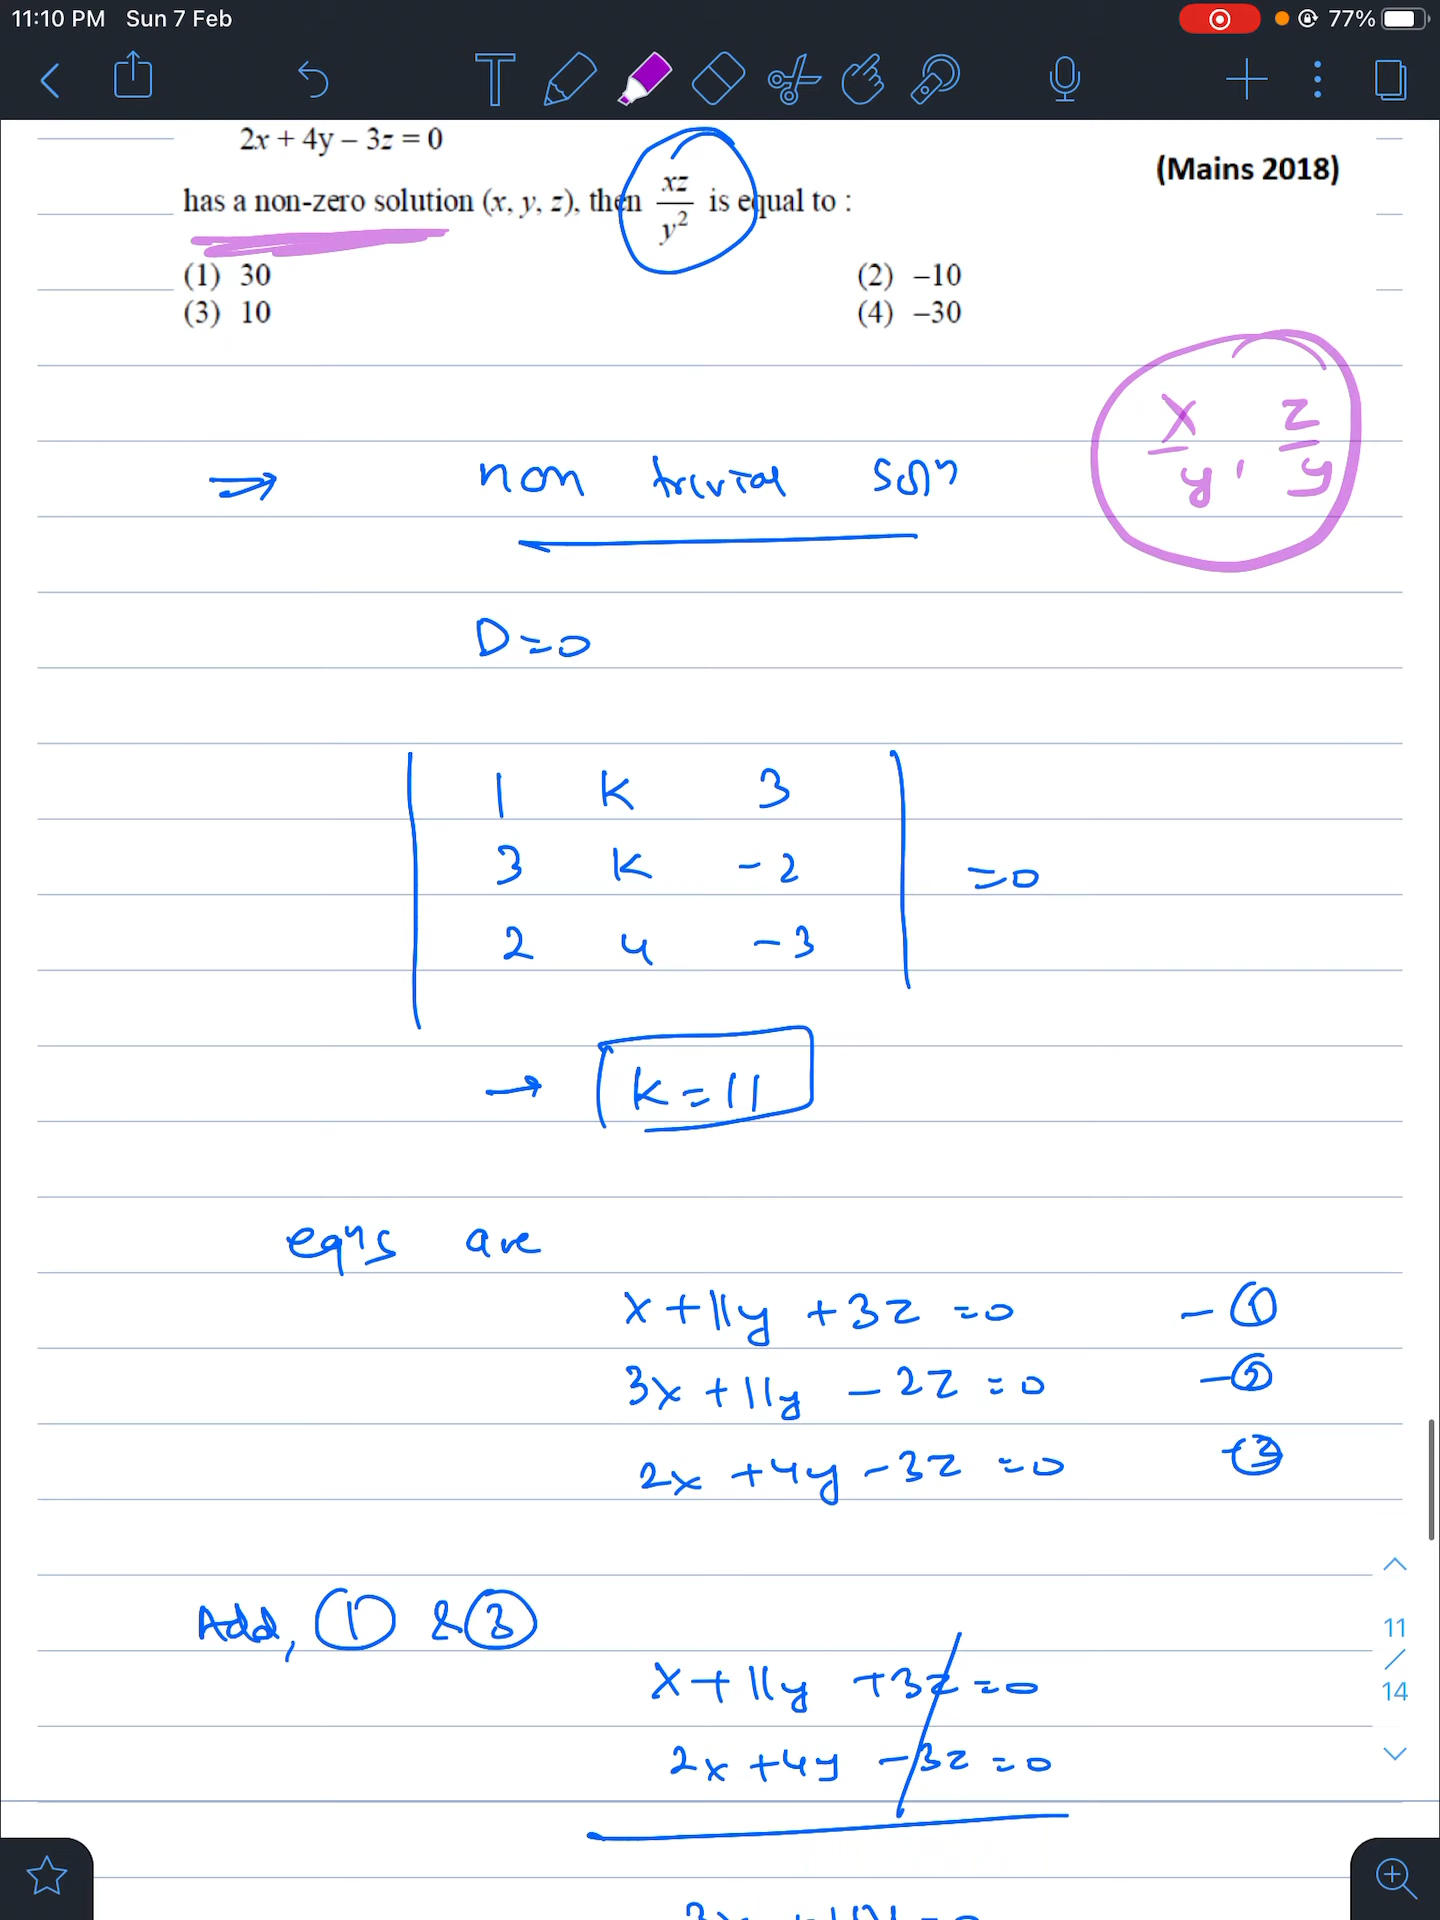 11:10 PM Sun 7 Feb
77%
2x + 4y – 3z = 0
(Mains 2018)
has a non-zero solution (x, y, z), then xz/y² is equal to :
(1) 30
(2) –10
(3) 10
(4) –30
x/y, z/y
→ non trivial solⁿ
D=0
| 1 k 3 |
| 3 k -2 | =0
| 2 4 -3 |
→ k=11
eqⁿs are
x+11y+3z=0 -①
3x+11y-2z=0 -②
2x+4y-3z=0
Add, ① & ③
x+11y+3z=0
2x+4y-3z=0
11
/
14